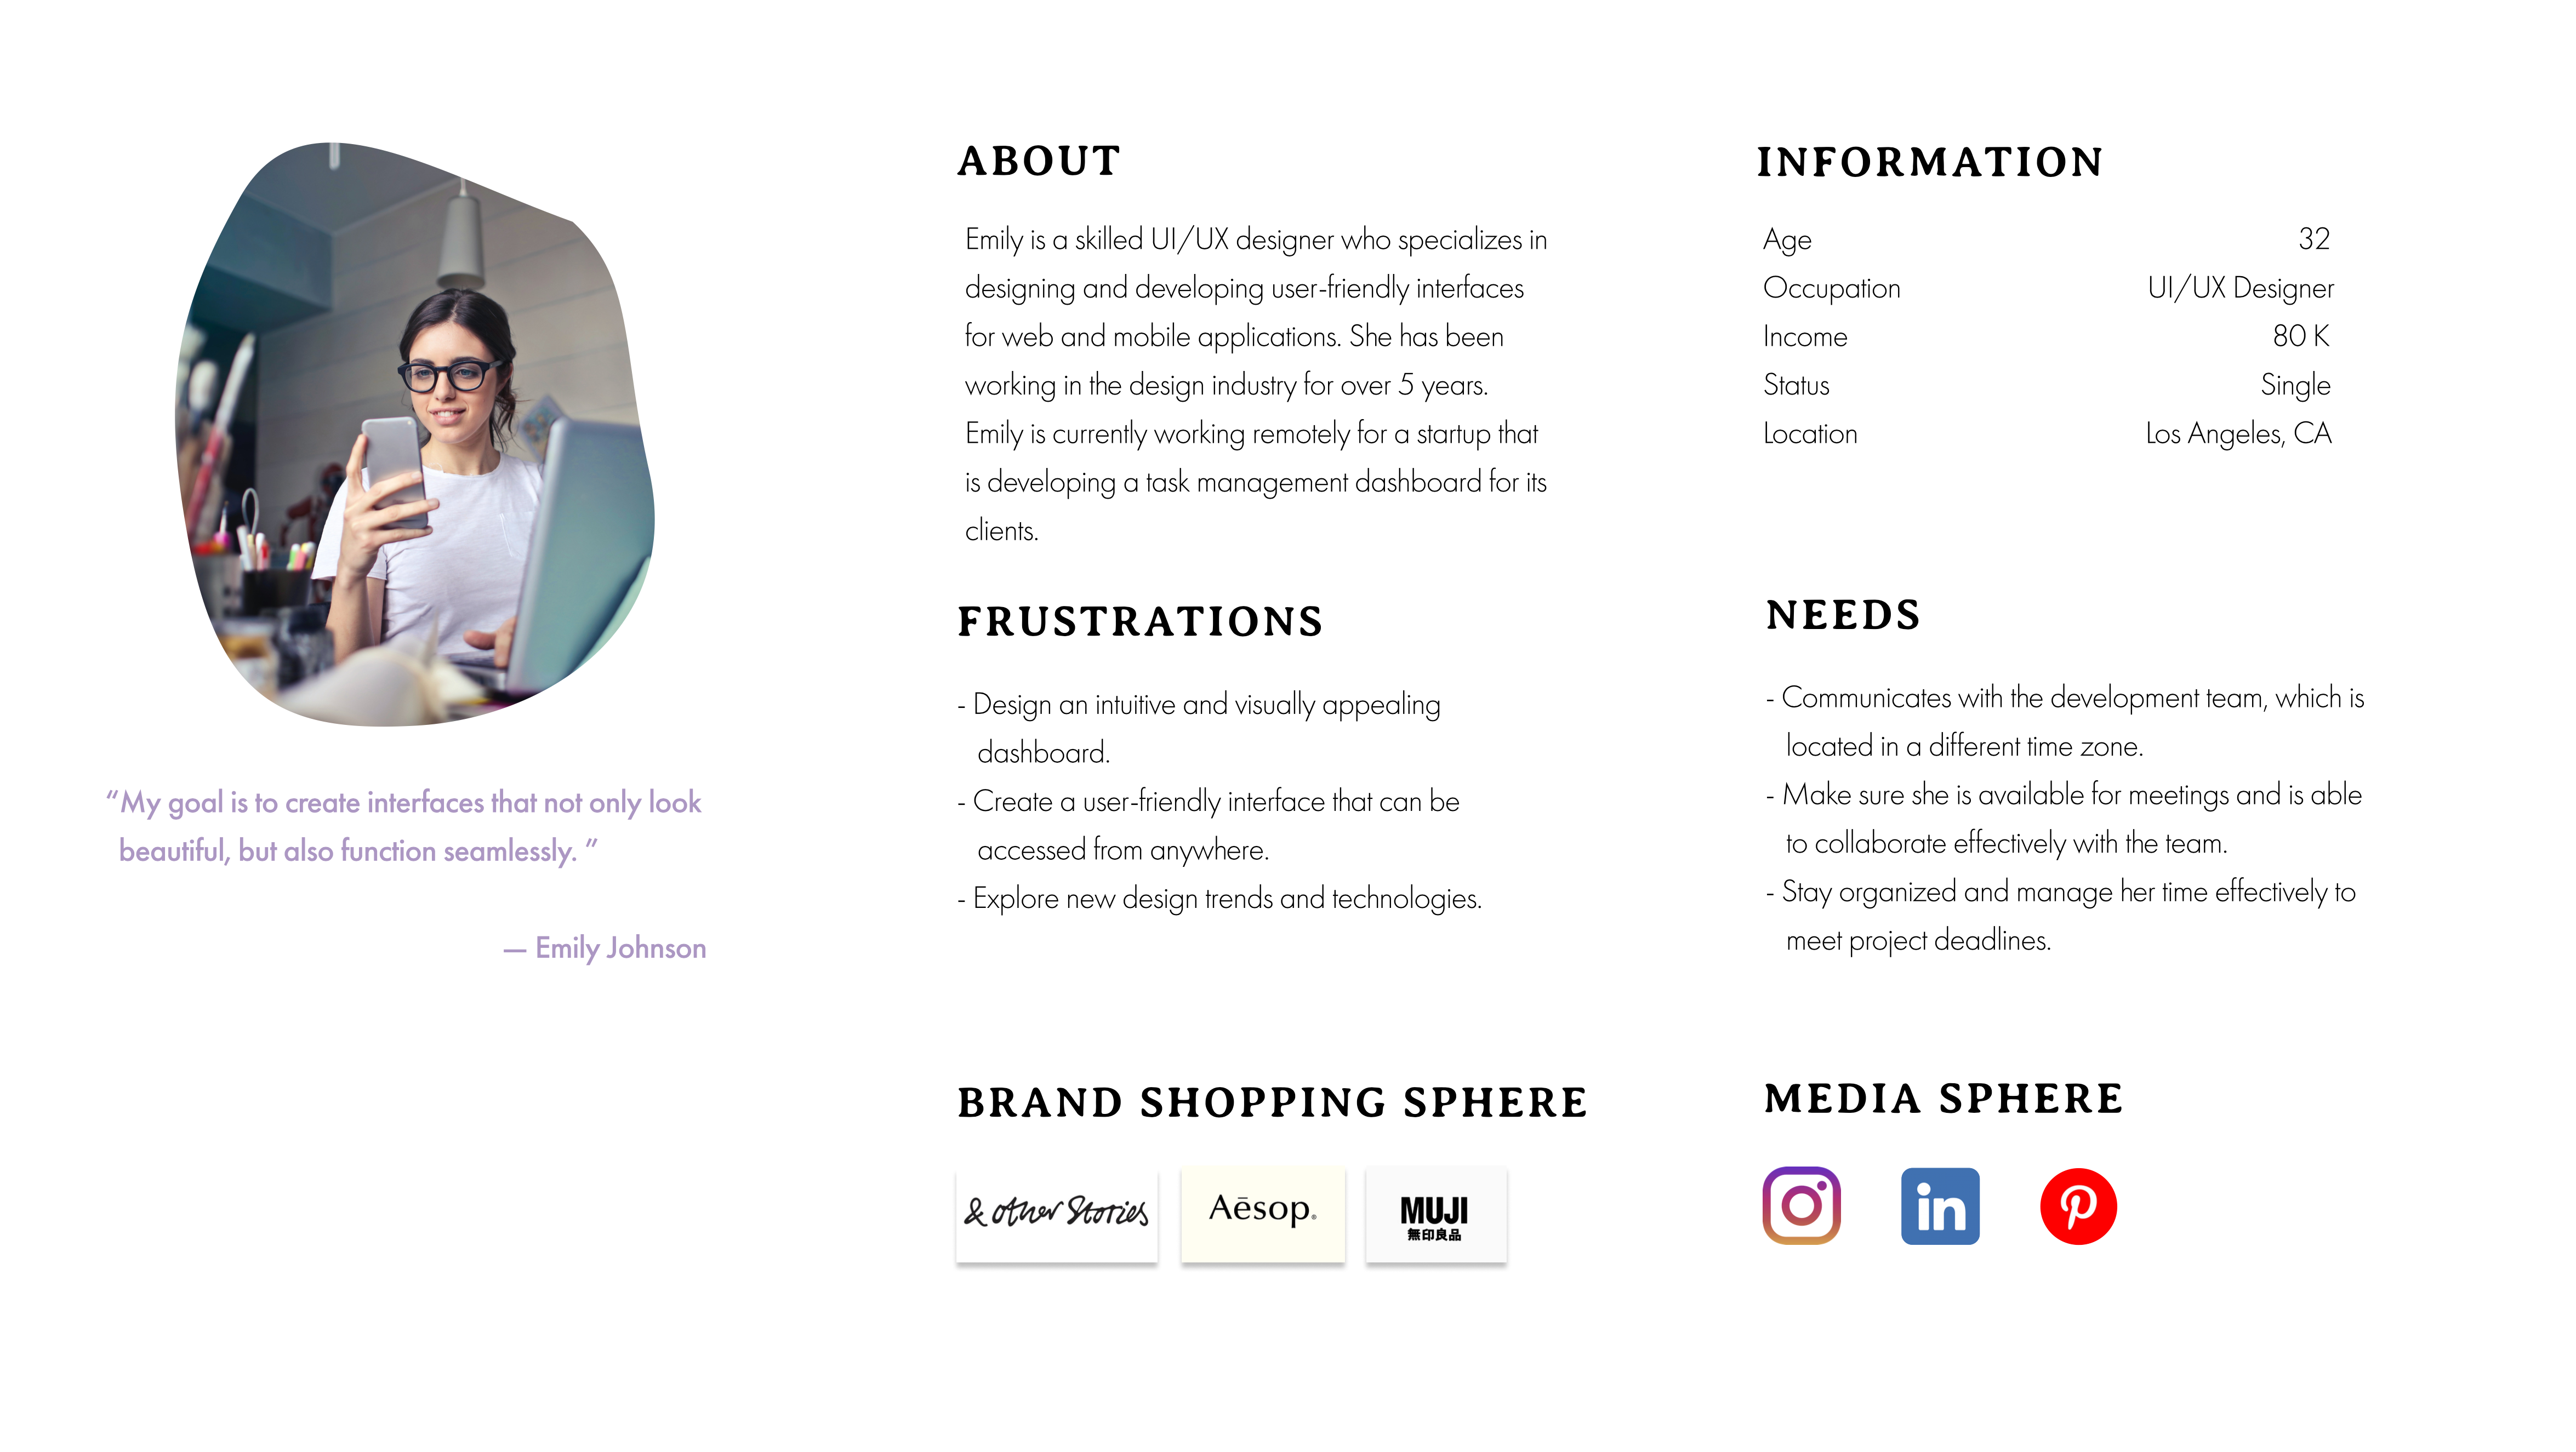 “My goal is to create interfaces that not only look
beautiful, but also function seamlessly. ”
— Emily Johnson
ABOUT
Emily is a skilled UI/UX designer who specializes in
designing and developing user-friendly interfaces
for web and mobile applications. She has been
working in the design industry for over 5 years.
Emily is currently working remotely for a startup that
is developing a task management dashboard for its
clients.
INFORMATION
Age 32
Occupation UI/UX Designer
Income 80 K
Status Single
Location Los Angeles, CA
FRUSTRATIONS
- Design an intuitive and visually appealing
dashboard.
- Create a user-friendly interface that can be
accessed from anywhere.
- Explore new design trends and technologies.
NEEDS
- Communicates with the development team, which is
located in a different time zone.
- Make sure she is available for meetings and is able
to collaborate effectively with the team.
- Stay organized and manage her time effectively to
meet project deadlines.
BRAND SHOPPING SPHERE
& other Stories
Aēsop.
MUJI
無印良品
MEDIA SPHERE
in